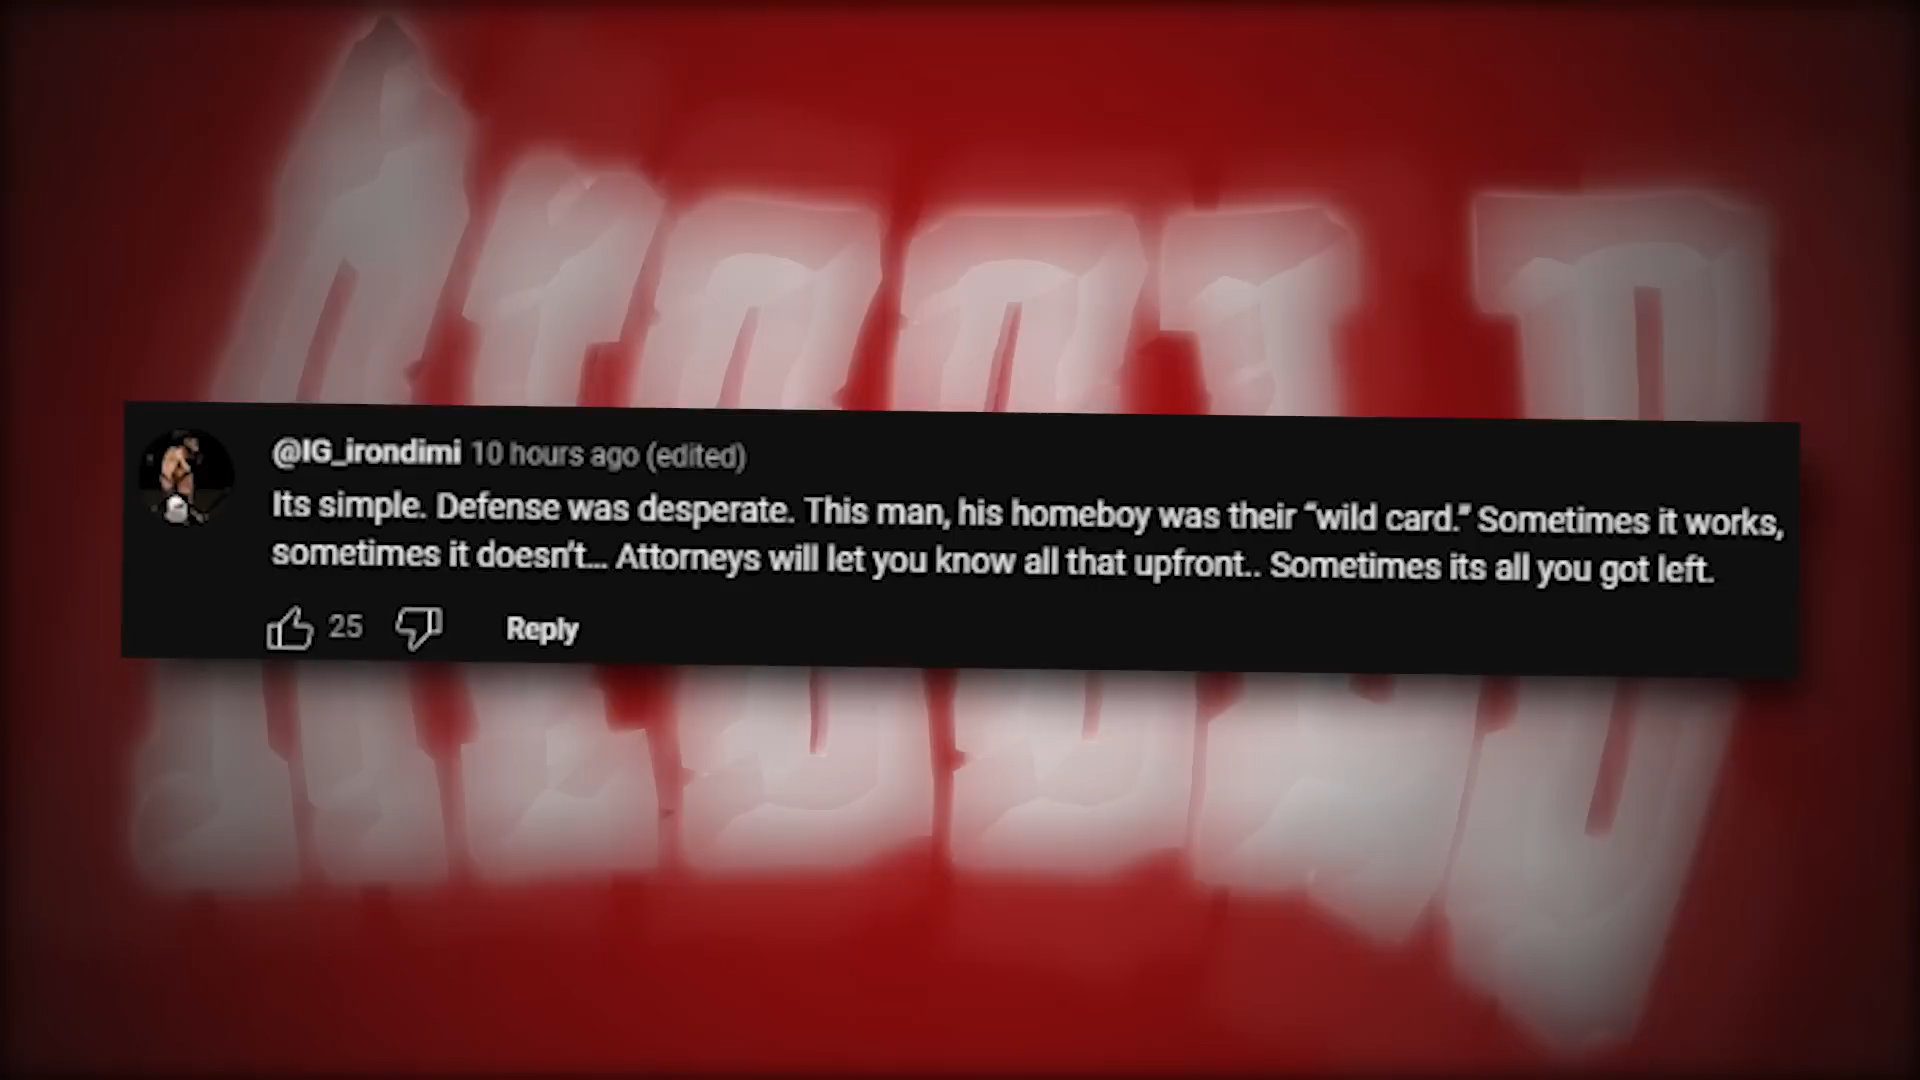 @IG_irondimi 10 hours ago (edited)
Its simple. Defense was desperate. This man, his homeboy was their “wild card.” Sometimes it works,
sometimes it doesn't... Attorneys will let you know all that upfront.. Sometimes its all you got left.
25 Reply